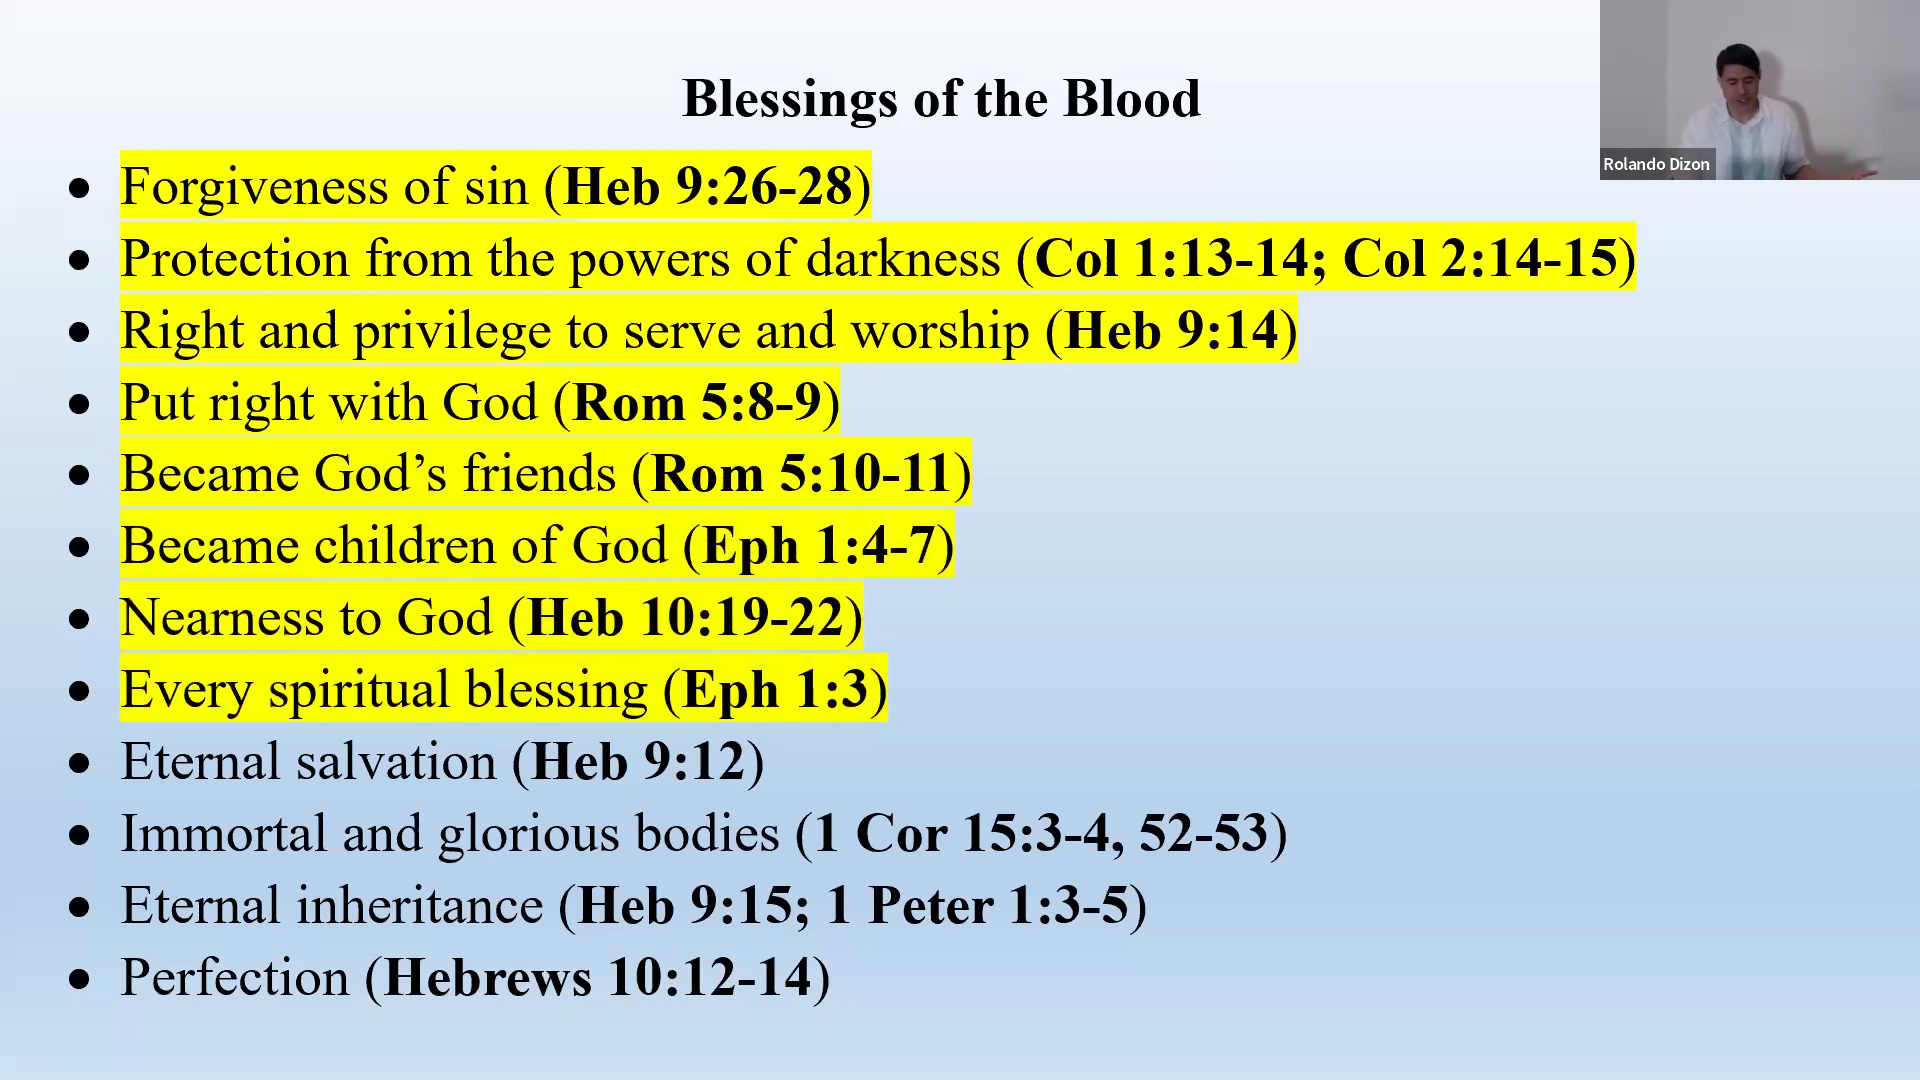 Blessings of the Blood
Rolando Dizon
• Forgiveness of sin (Heb 9:26-28)
• Protection from the powers of darkness (Col 1:13-14; Col 2:14-15)
• Right and privilege to serve and worship (Heb 9:14)
• Put right with God (Rom 5:8-9)
• Became God’s friends (Rom 5:10-11)
• Became children of God (Eph 1:4-7)
• Nearness to God (Heb 10:19-22)
• Every spiritual blessing (Eph 1:3)
• Eternal salvation (Heb 9:12)
• Immortal and glorious bodies (1 Cor 15:3-4, 52-53)
• Eternal inheritance (Heb 9:15; 1 Peter 1:3-5)
• Perfection (Hebrews 10:12-14)